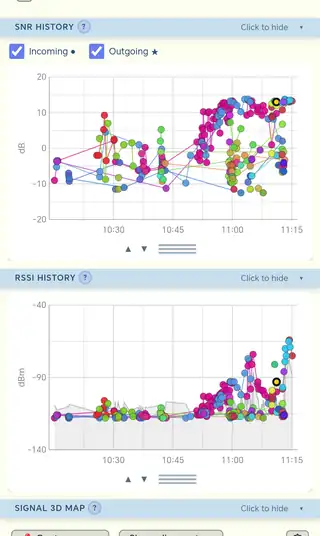 SNR HISTORY ? Click to hide ▾
Incoming ● Outgoing ★
20
10
0
-10
-20
dB
10:30 10:45 11:00 11:15
▲ ▼
RSSI HISTORY ? Click to hide ▾
-40
-90
-140
dBm
10:30 10:45 11:00 11:15
▲ ▼
SIGNAL 3D MAP ? Click to hide ▾